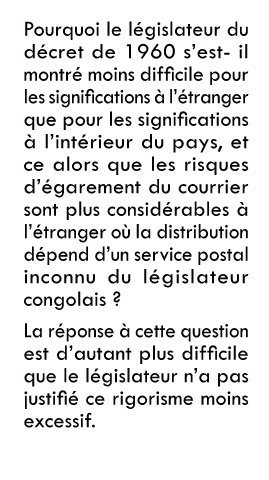 Pourquoi le législateur du
décret de 1960 s’est- il
montré moins difficile pour
les significations à l’étranger
que pour les significations
à l’intérieur du pays, et
ce alors que les risques
d’égarement du courrier
sont plus considérables à
l’étranger où la distribution
dépend d’un service postal
inconnu du législateur
congolais ?
La réponse à cette question
est d’autant plus difficile
que le législateur n’a pas
justifié ce rigorisme moins
excessif.